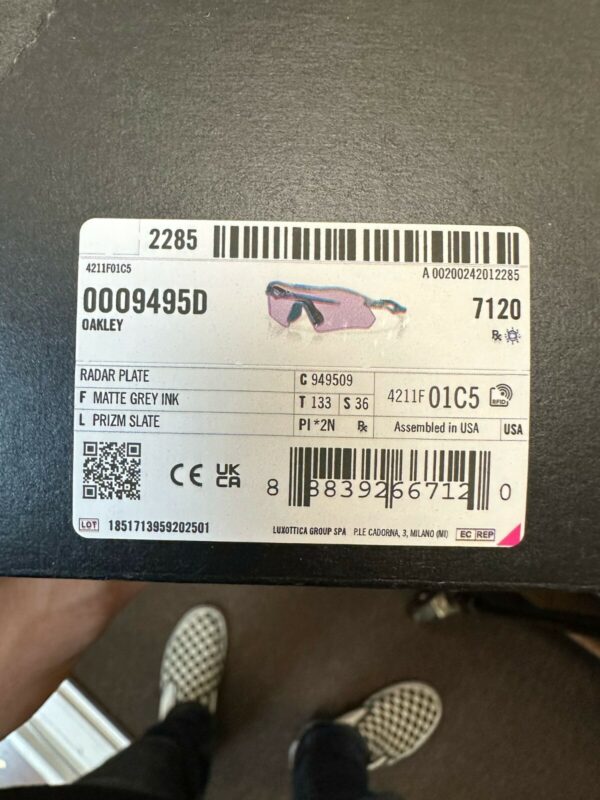 2285
4211F01C5
A 00200242012285
0009495D
OAKLEY
7120
Rx
RADAR PLATE
C 949509
F MATTE GREY INK
T 133 S 36
4211F 01C5
RFID
L PRIZM SLATE
PI *2N Rx
Assembled in USA
USA
CE UK CA
8 88392667120
LOT 1851713959202501
LUXOTTICA GROUP SPA P.LE CADORNA, 3, MILANO (MI)
EC REP